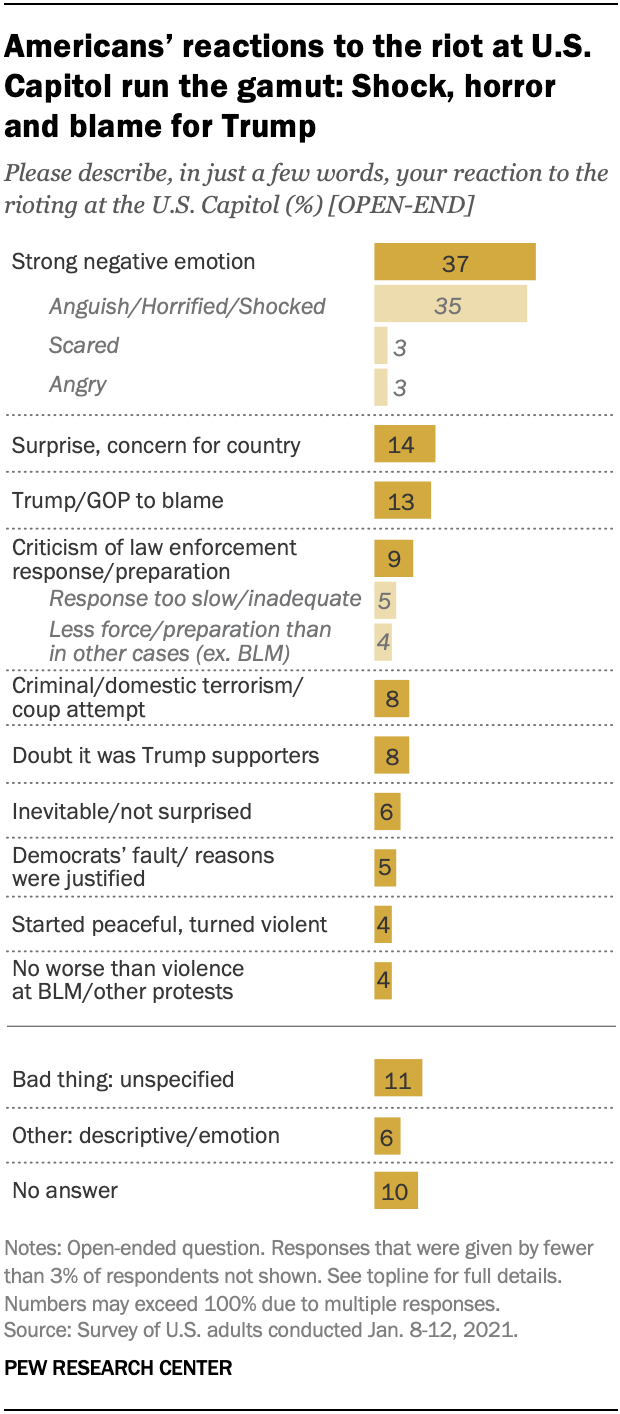 Americans’ reactions to the riot at U.S.
Capitol run the gamut: Shock, horror
and blame for Trump
Please describe, in just a few words, your reaction to the
rioting at the U.S. Capitol (%) [OPEN-END]
Strong negative emotion 37
Anguish/Horrified/Shocked 35
Scared 3
Angry 3
Surprise, concern for country 14
Trump/GOP to blame 13
Criticism of law enforcement
response/preparation 9
Response too slow/inadequate 5
Less force/preparation than
in other cases (ex. BLM) 4
Criminal/domestic terrorism/
coup attempt 8
Doubt it was Trump supporters 8
Inevitable/not surprised 6
Democrats’ fault/ reasons
were justified 5
Started peaceful, turned violent 4
No worse than violence
at BLM/other protests 4
Bad thing: unspecified 11
Other: descriptive/emotion 6
No answer 10
Notes: Open-ended question. Responses that were given by fewer
than 3% of respondents not shown. See topline for full details.
Numbers may exceed 100% due to multiple responses.
Source: Survey of U.S. adults conducted Jan. 8-12, 2021.
PEW RESEARCH CENTER